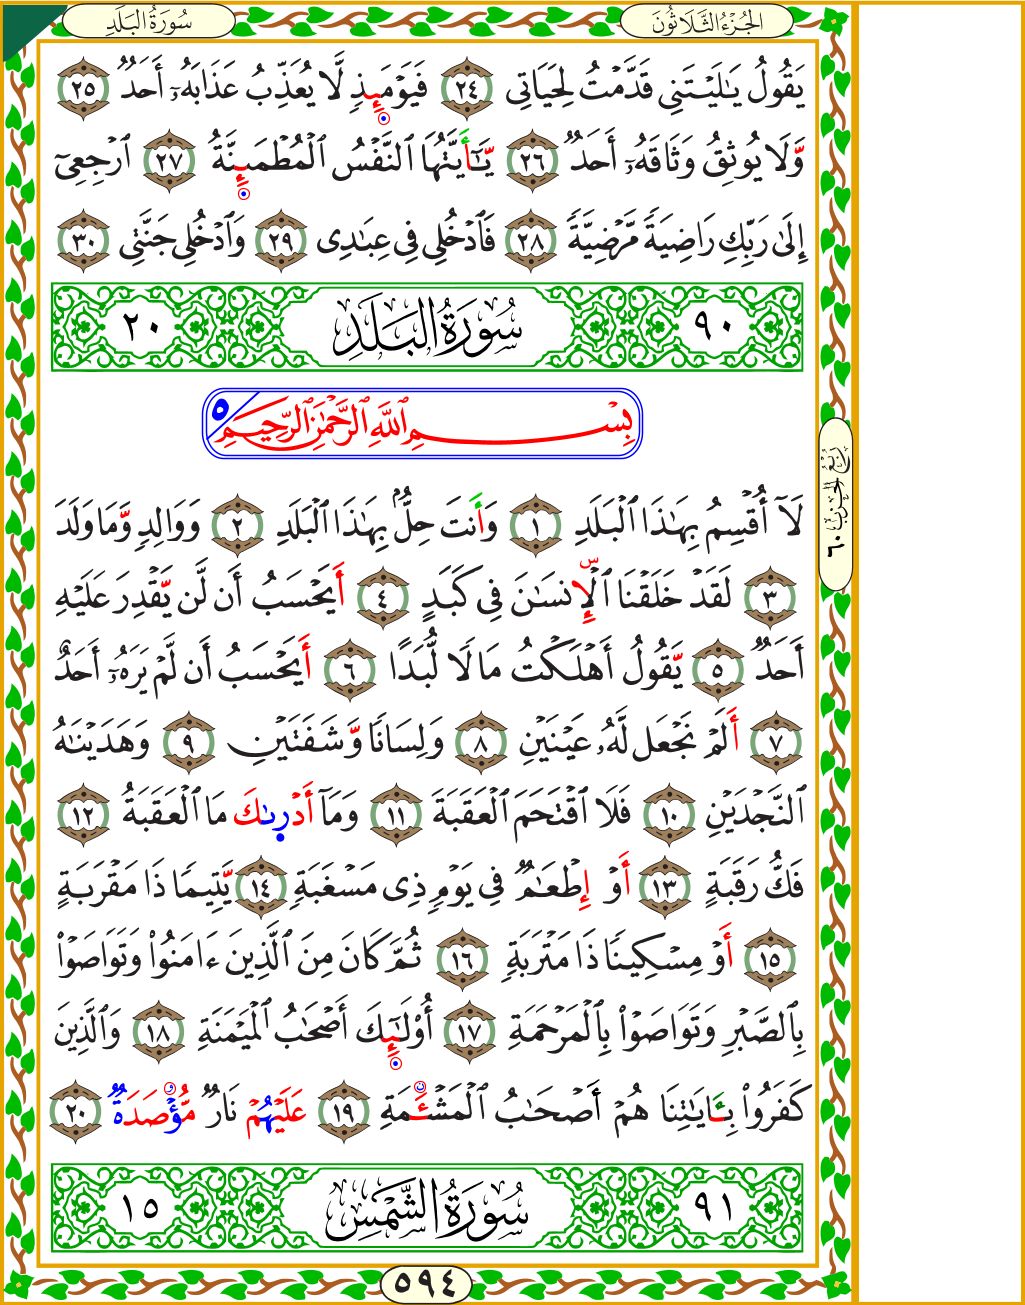 سُورَةُ البَلَدِ
الجُزْءُ الثَّلَاثُونَ
يَقُولُ يَٰلَيۡتَنِي قَدَّمۡتُ لِحَيَاتِي ٢٤ فَيَوۡمَئِذٖ لَّا يُعَذِّبُ عَذَابَهُۥٓ أَحَدٞ ٢٥
وَّلَا يُوثِقُ وَثَاقَهُۥٓ أَحَدٞ ٢٦ يَّٰٓأَيَّتُهَا ٱلنَّفۡسُ ٱلۡمُطۡمَئِنَّةُ ٢٧ ٱرۡجِعِيٓ
إِلَىٰ رَبِّكِ رَاضِيَةٗ مَّرۡضِيَّةٗ ٢٨ فَٱدۡخُلِي فِي عِبَٰدِي ٢٩ وَٱدۡخُلِي جَنَّتِي ٣٠
٩٠ سُورَةُ البَلَدِ ٢٠
بِسۡمِ ٱللَّهِ ٱلرَّحۡمَٰنِ ٱلرَّحِيمِ ٥
لَآ أُقۡسِمُ بِهَٰذَا ٱلۡبَلَدِ ١ وَأَنتَ حِلُّۢ بِهَٰذَا ٱلۡبَلَدِ ٢ وَوَالِدٖ وَّمَا وَلَدَ
٣ لَقَدۡ خَلَقۡنَا ٱلۡإِنسَٰنَ فِي كَبَدٍ ٤ أَيَحۡسَبُ أَن لَّن يَّقۡدِرَ عَلَيۡهِ
أَحَدٞ ٥ يَّقُولُ أَهۡلَكۡتُ مَالٗا لُّبَدًا ٦ أَيَحۡسَبُ أَن لَّمۡ يَرَهُۥٓ أَحَدٌ
٧ أَلَمۡ نَجۡعَل لَّهُۥ عَيۡنَيۡنِ ٨ وَلِسَانٗا وَّشَفَتَيۡنِ ٩ وَهَدَيۡنَٰهُ
ٱلنَّجۡدَيۡنِ ١٠ فَلَا ٱقۡتَحَمَ ٱلۡعَقَبَةَ ١١ وَمَآ أَدۡرَىٰكَ مَا ٱلۡعَقَبَةُ ١٢
فَكُّ رَقَبَةٍ ١٣ أَوۡ إِطۡعَٰمٞ فِي يَوۡمٖ ذِي مَسۡغَبَةٖ ١٤ يَّتِيمٗا ذَا مَقۡرَبَةٍ
١٥ أَوۡ مِسۡكِينٗا ذَا مَتۡرَبَةٖ ١٦ ثُمَّ كَانَ مِنَ ٱلَّذِينَ ءَامَنُواْ وَتَوَاصَوۡاْ
بِٱلصَّبۡرِ وَتَوَاصَوۡاْ بِٱلۡمَرۡحَمَةِ ١٧ أُوْلَٰٓئِكَ أَصۡحَٰبُ ٱلۡمَيۡمَنَةِ ١٨ وَٱلَّذِينَ
كَفَرُواْ بِـَٔايَٰتِنَا هُمۡ أَصۡحَٰبُ ٱلۡمَشۡـَٔمَةِ ١٩ عَلَيۡهُمۡ نَارٞ مُّؤۡصَدَةُۢ ٢٠
٩١ سُورَةُ الشَّمْسِ ١٥
رُبْعُ الحِزْبِ ٦٠
٥٩٤